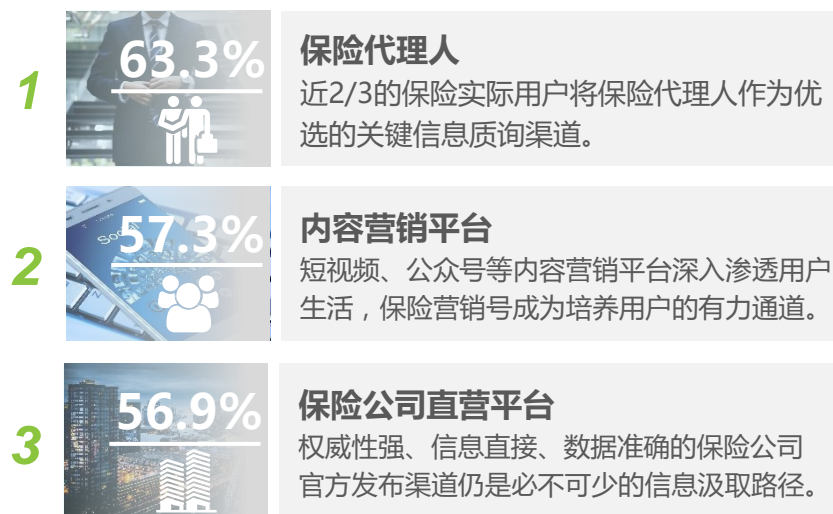 1
63.3%
保险代理人
近2/3的保险实际用户将保险代理人作为优
选的关键信息质询渠道。
2
Social
57.3%
内容营销平台
短视频、公众号等内容营销平台深入渗透用户
生活，保险营销号成为培养用户的有力通道。
3
56.9%
保险公司直营平台
权威性强、信息直接、数据准确的保险公司
官方发布渠道仍是必不可少的信息汲取路径。